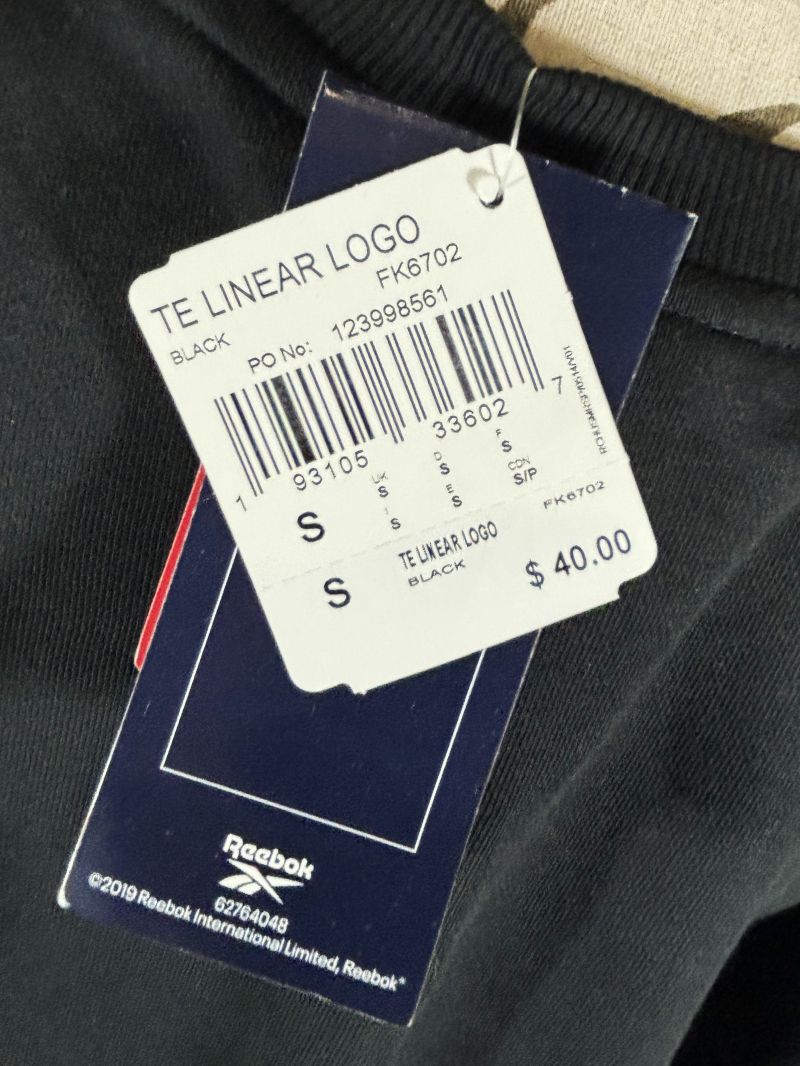 TE LINEAR LOGO
BLACK
FK6702
PO No: 123998561
1 93105 33602 7
S
UK
S
D
S
F
S
I
S
E
S
CDN
S/P
FK6702
TE LINEAR LOGO
BLACK
S
$ 40.00
Reebok
62764048
©2019 Reebok International Limited, Reebok®